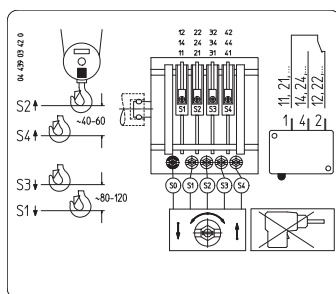 04 439 03 42 0
12 22 32 42
14 24 34 44
11 21 31 41
S1 S2 S3 S4
11, 21,...
14, 24,...
12, 22,...
1 4 2
S2
S4
~40-60
S3
S1
~80-120
S0 S1 S2 S3 S4